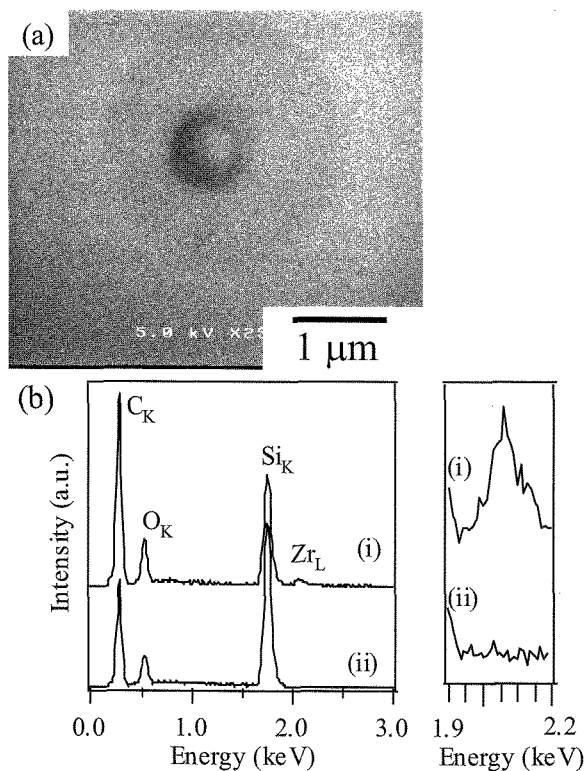 (a)
5.0 kV X25
1 μm
(b)
C_K
O_K
Si_K
Zr_L
(i)
(ii)
Intensity (a.u.)
0.0 1.0 2.0 3.0
Energy (keV)
(i)
(ii)
1.9 2.2
Energy (keV)